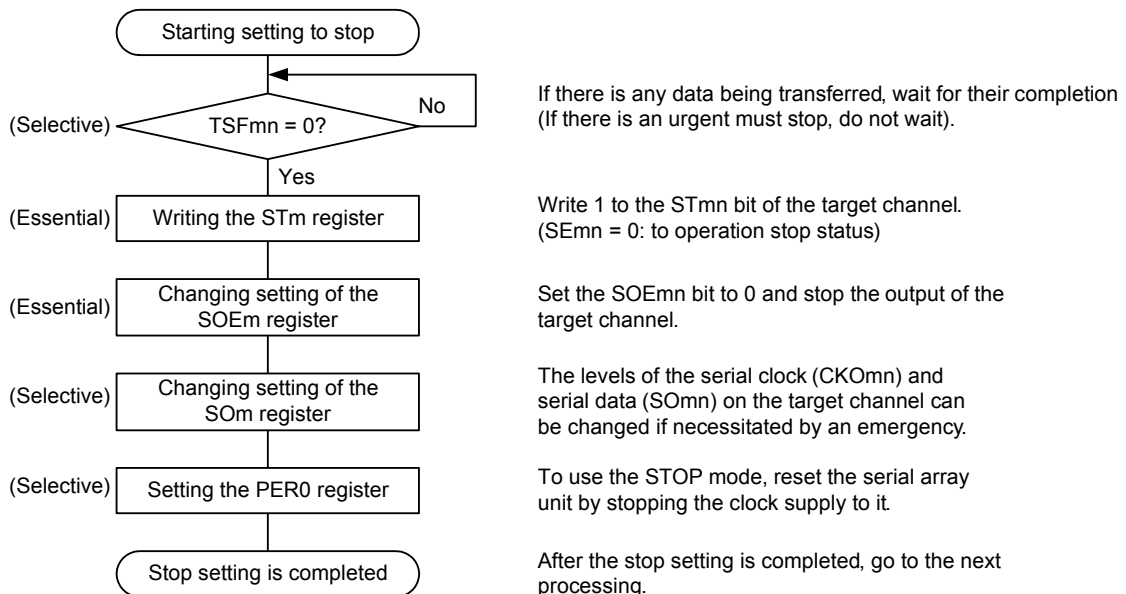 Starting setting to stop
No
If there is any data being transferred, wait for their completion
(Selective)
TSFmn = 0?
(If there is an urgent must stop, do not wait).
Yes
(Essential)
Writing the STm register
Write 1 to the STmn bit of the target channel.
(SEmn = 0: to operation stop status)
(Essential)
Changing setting of the
SOEm register
Set the SOEmn bit to 0 and stop the output of the
target channel.
(Selective)
Changing setting of the
SOm register
The levels of the serial clock (CKOmn) and
serial data (SOmn) on the target channel can
be changed if necessitated by an emergency.
(Selective)
Setting the PER0 register
To use the STOP mode, reset the serial array
unit by stopping the clock supply to it.
Stop setting is completed
After the stop setting is completed, go to the next
processing.